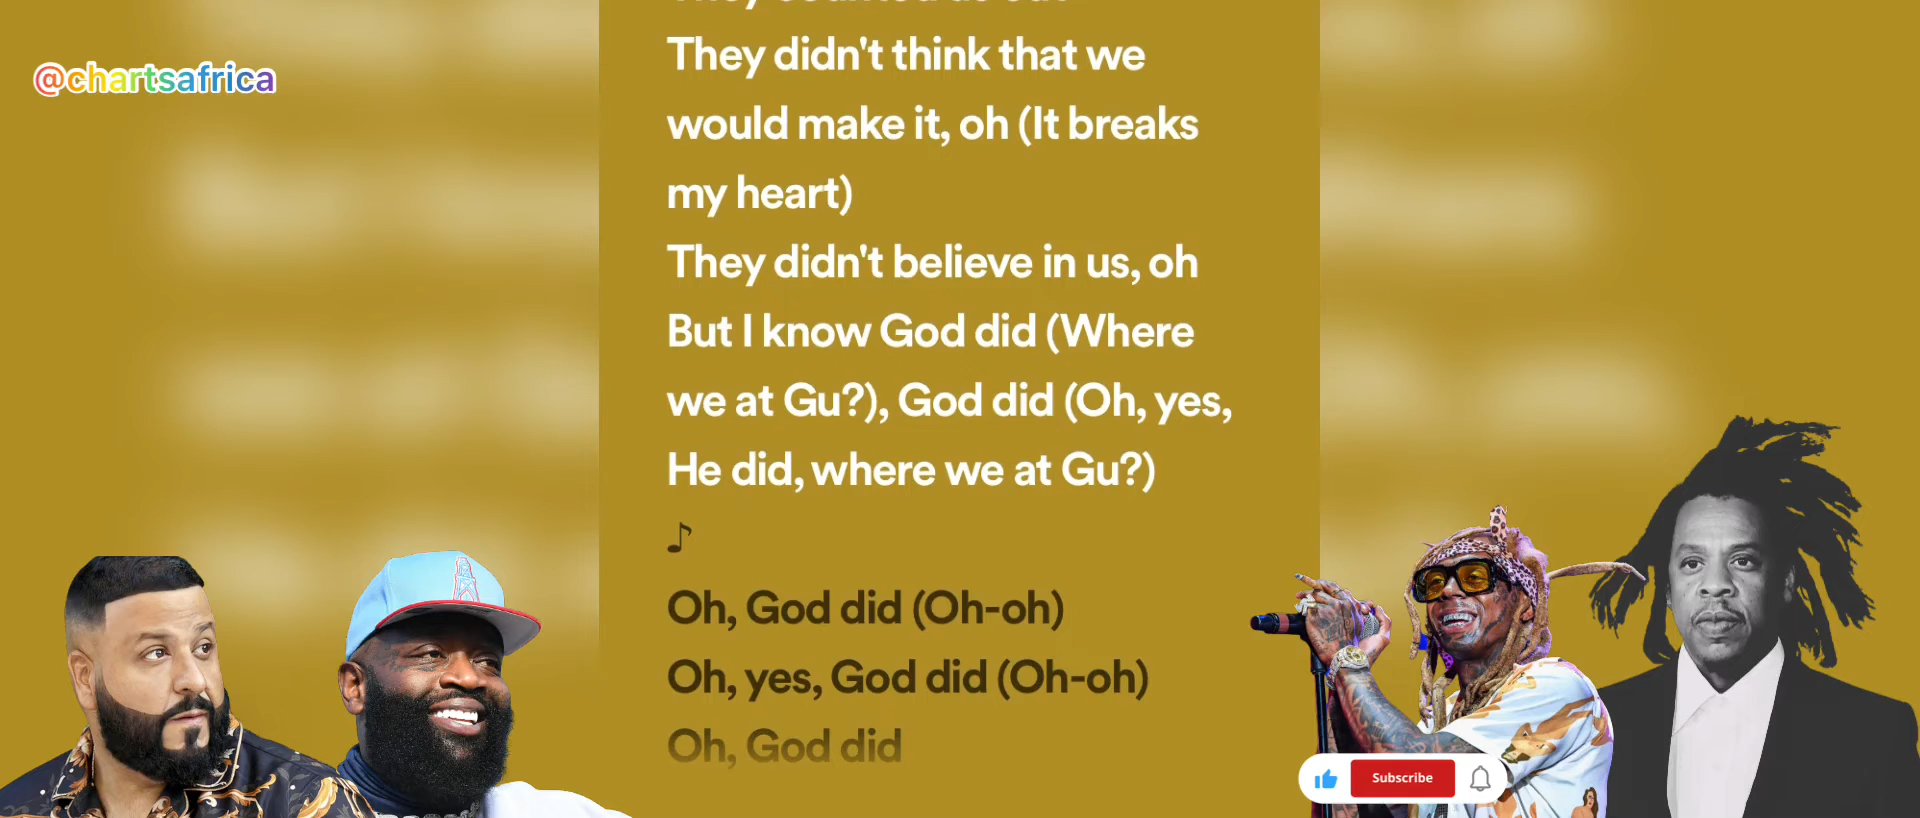 @chartsafrica
They didn't think that we
would make it, oh (It breaks
my heart)
They didn't believe in us, oh
But I know God did (Where
we at Gu?), God did (Oh, yes,
He did, where we at Gu?)
♪
Oh, God did (Oh-oh)
Oh, yes, God did (Oh-oh)
Oh, God did
Subscribe